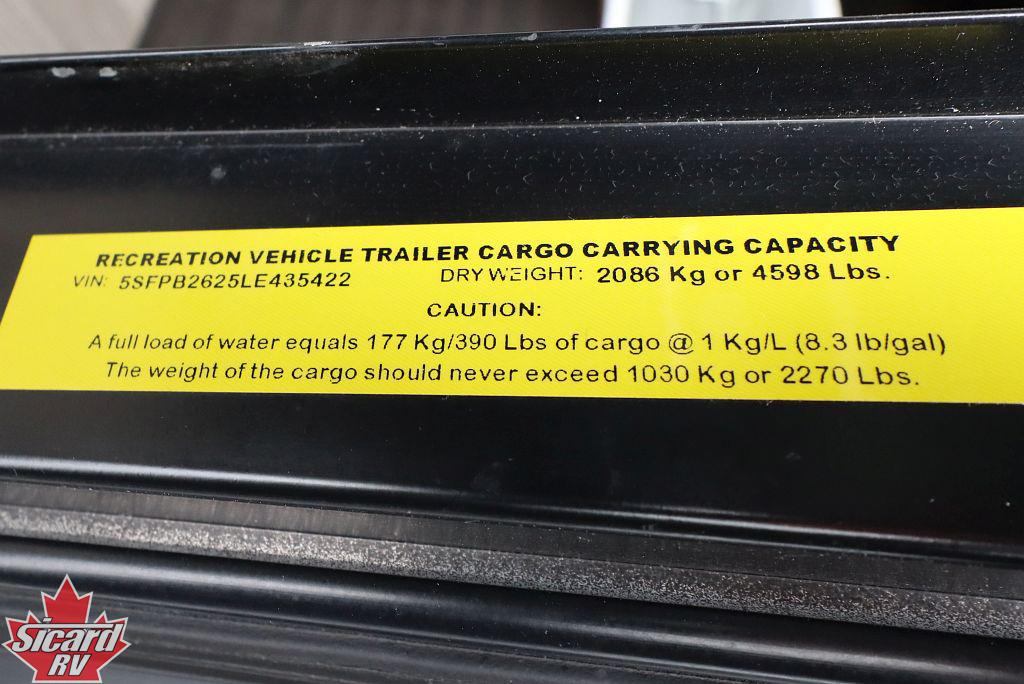 RECREATION VEHICLE TRAILER CARGO CARRYING CAPACITY
VIN: 5SFPB2625LE435422 DRY WEIGHT: 2086 Kg or 4598 Lbs.
CAUTION:
A full load of water equals 177 Kg/390 Lbs of cargo @ 1 Kg/L (8.3 lb/gal)
The weight of the cargo should never exceed 1030 Kg or 2270 Lbs.
Sicard
RV